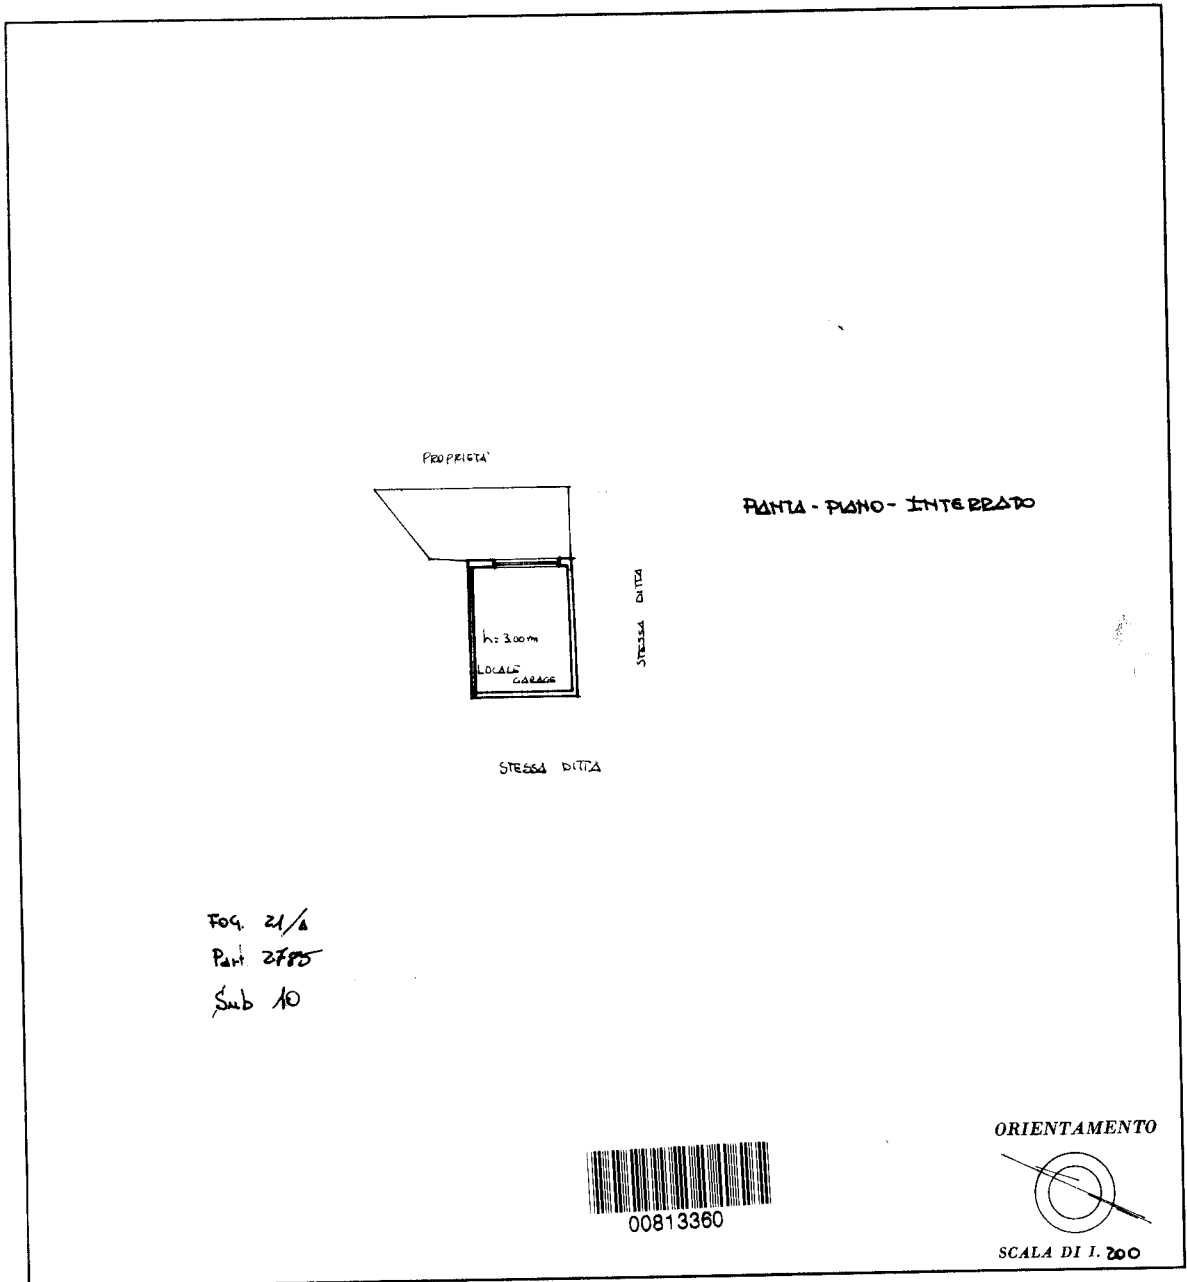 PROPRIETA'
PIANTA - PIANO - INTERRATO
STESSA DITTA
h= 3.00 m
LOCALE
GARAGE
STESSA DITTA
FOG. 21/A
Part 2785
Sub 10
ORIENTAMENTO
00813360
SCALA DI 1. 200